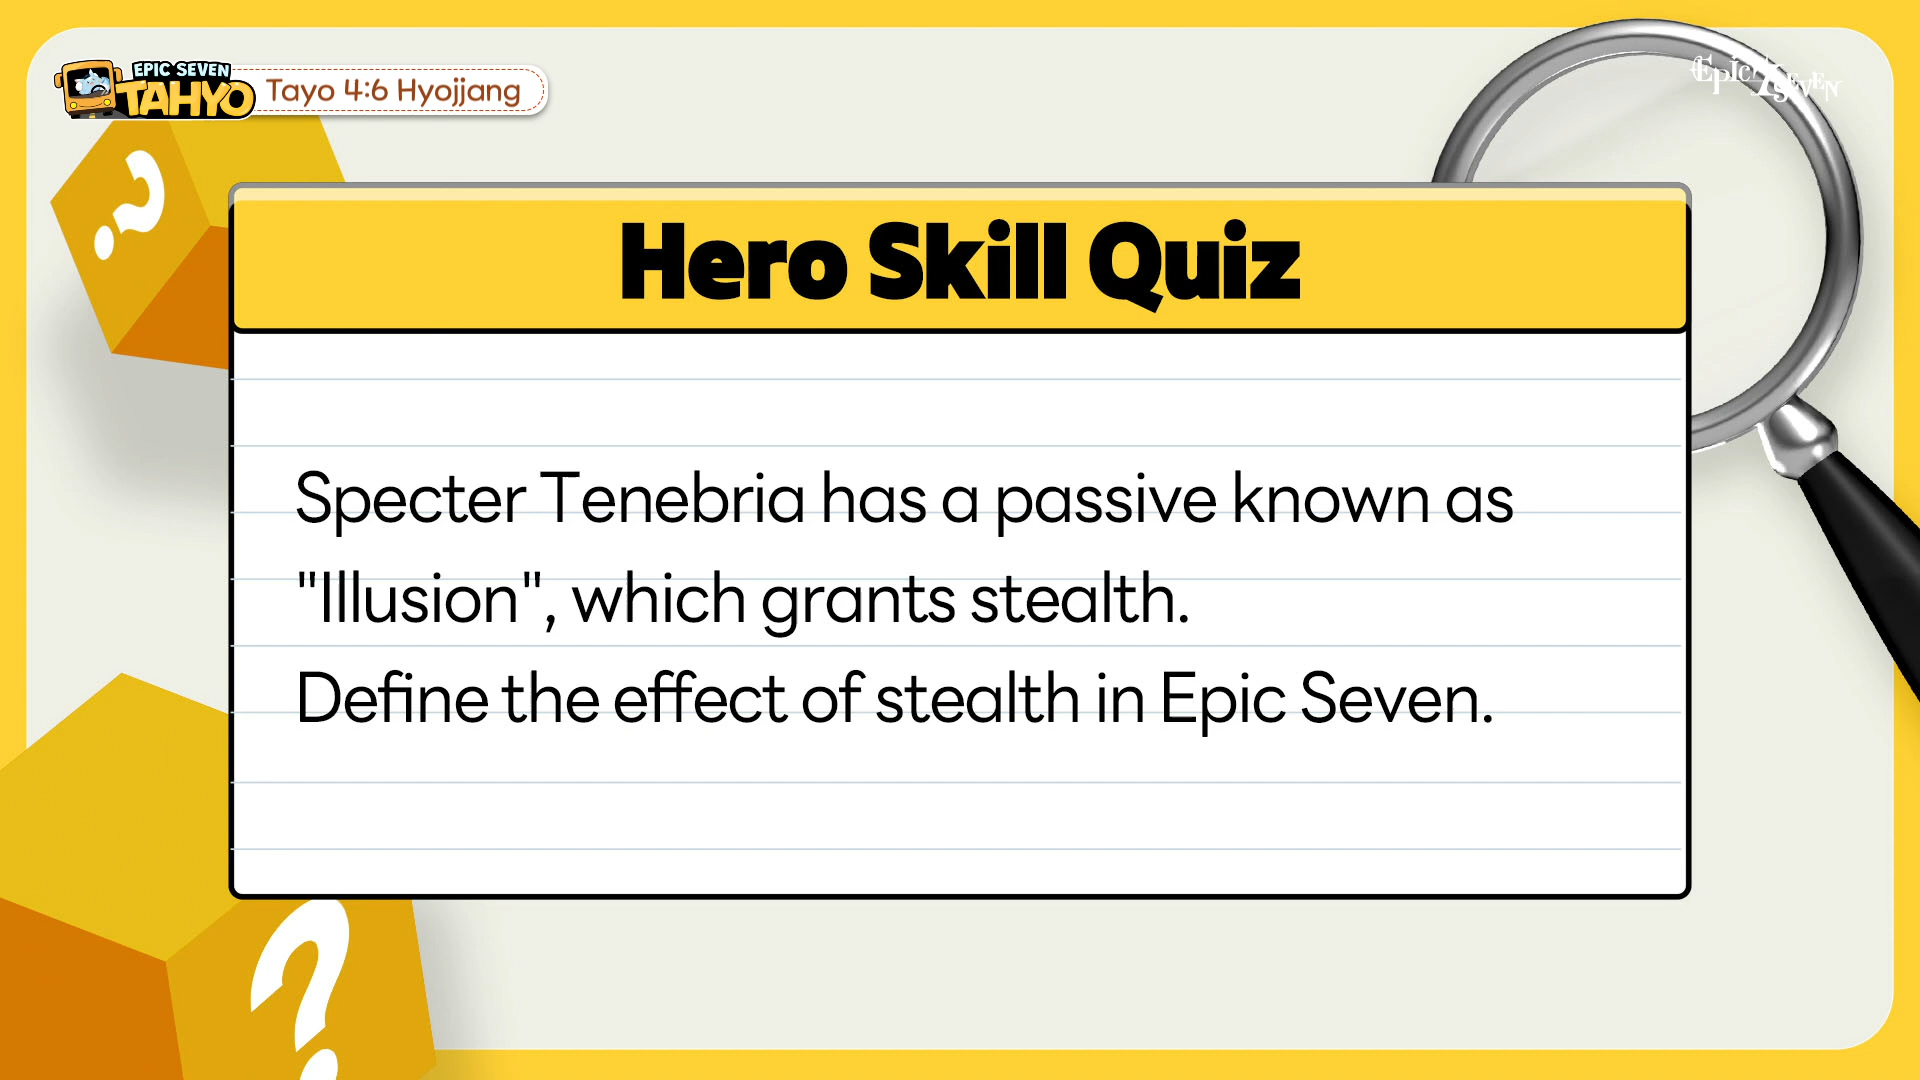 EPIC SEVEN
TAHYO
Tayo 4:6 Hyojjang
Epic Seven
Hero Skill Quiz
Specter Tenebria has a passive known as
"Illusion", which grants stealth.
Define the effect of stealth in Epic Seven.